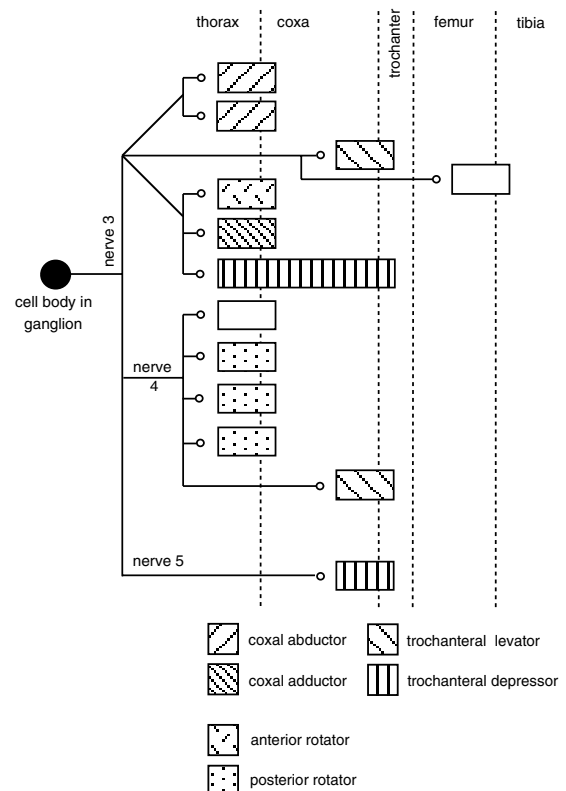 thorax
coxa
trochanter
femur
tibia
nerve 3
cell body in
ganglion
nerve
4
nerve 5
coxal abductor
trochanteral levator
coxal adductor
trochanteral depressor
anterior rotator
posterior rotator